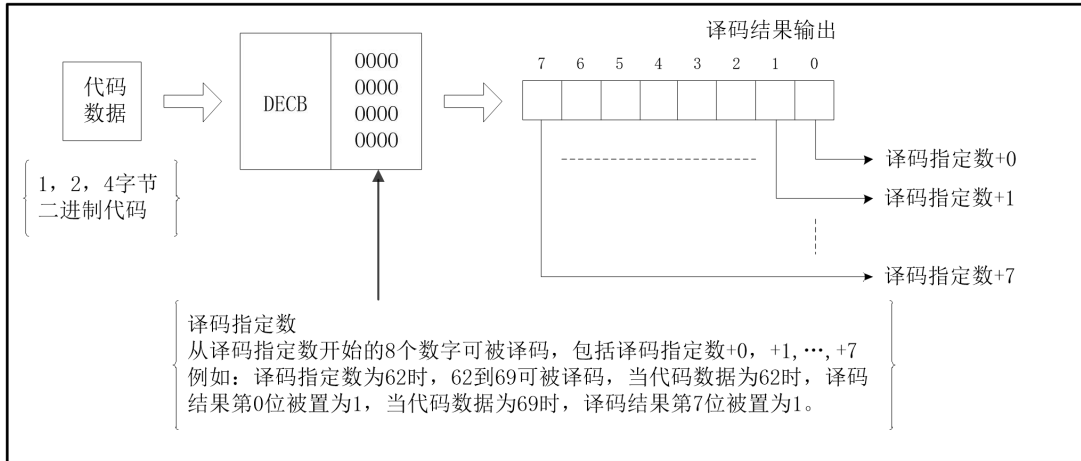 译码结果输出
7 6 5 4 3 2 1 0
代码
数据
DECB
0000
0000
0000
0000
1, 2, 4字节
二进制代码
译码指定数+0
译码指定数+1
译码指定数+7
译码指定数
从译码指定数开始的8个数字可被译码，包括译码指定数+0, +1,…,+7
例如：译码指定数为62时，62到69可被译码，当代码数据为62时，译码
结果第0位被置为1，当代码数据为69时，译码结果第7位被置为1。